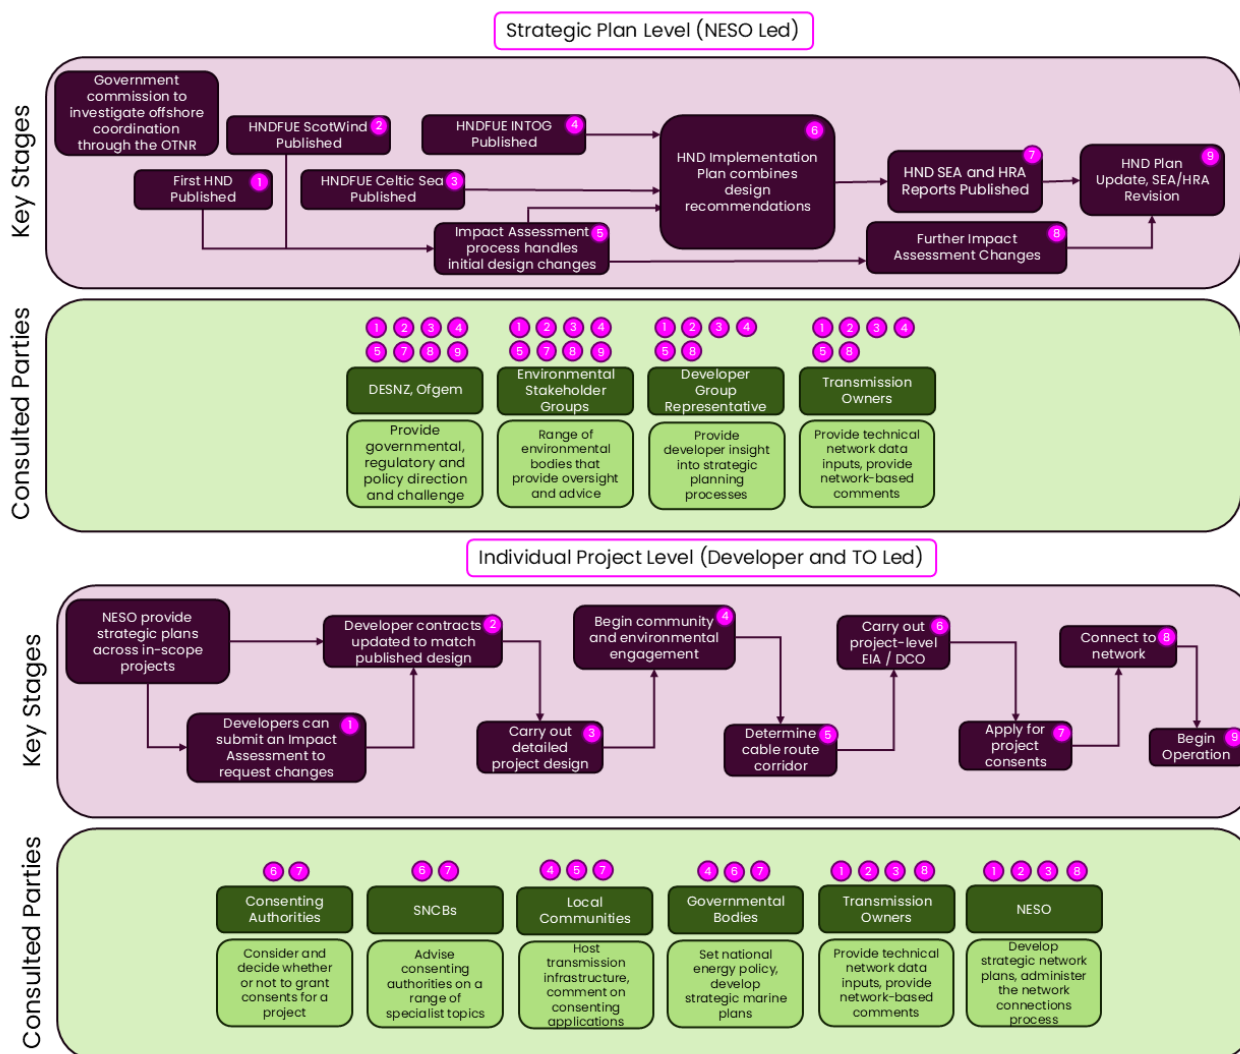 Strategic Plan Level (NESO Led)
Key Stages
Government
commission to
investigate offshore
coordination
through the OTNR
HNDFUE ScotWind
Published
2
First HND
Published
1
HNDFUE INTOG
Published
4
HNDFUE Celtic Sea
Published
3
Impact Assessment
process handles
initial design changes
5
HND Implementation
Plan combines
design
recommendations
6
HND SEA and HRA
Reports Published
7
Further Impact
Assessment Changes
8
HND Plan
Update, SEA/HRA
Revision
9
Consulted Parties
1 2 3 4
5 7 8 9
DESNZ, Ofgem
Provide
governmental,
regulatory and
policy direction
and challenge
1 2 3 4
5 7 8 9
Environmental
Stakeholder
Groups
Range of
environmental
bodies that
provide oversight
and advice
1 2 3 4
5 8
Developer
Group
Representative
Provide
developer insight
into strategic
planning
processes
1 2 3 4
5 8
Transmission
Owners
Provide technical
network data
inputs, provide
network-based
comments
Individual Project Level (Developer and TO Led)
Key Stages
NESO provide
strategic plans
across in-scope
projects
Developers can
submit an Impact
Assessment to
request changes
1
Developer contracts
updated to match
published design
2
Carry out
detailed
project design
3
Begin community
and environmental
engagement
4
Determine
cable route
corridor
5
Carry out
project-level
EIA / DCO
6
Apply for
project
consents
7
Connect to
network
8
Begin
Operation
9
Consulted Parties
6 7
Consenting
Authorities
Consider and
decide whether
or not to grant
consents for a
project
6 7
SNCBs
Advise
consenting
authorities on a
range of
specialist topics
4 5 7
Local
Communities
Host
transmission
infrastructure,
comment on
consenting
applications
4 6 7
Governmental
Bodies
Set national
energy policy,
develop
strategic marine
plans
1 2 3 8
Transmission
Owners
Provide technical
network data
inputs, provide
network-based
comments
1 2 3 8
NESO
Develop
strategic network
plans, administer
the network
connections
process